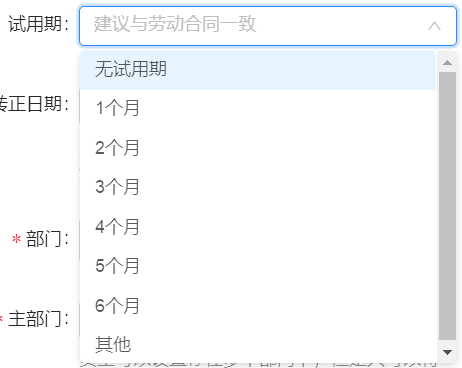 试用期：
建议与劳动合同一致
无试用期
转正日期：
1个月
2个月
3个月
* 部门：
4个月
5个月
* 主部门：
6个月
其他